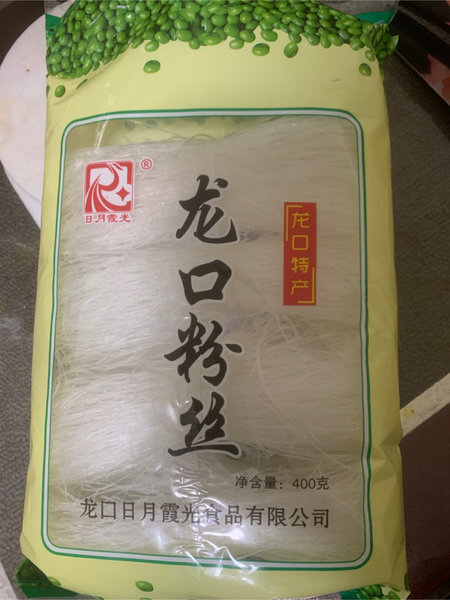 ®
日月霞光
龙口粉丝
龙口特产
净含量：400克
龙口日月霞光食品有限公司